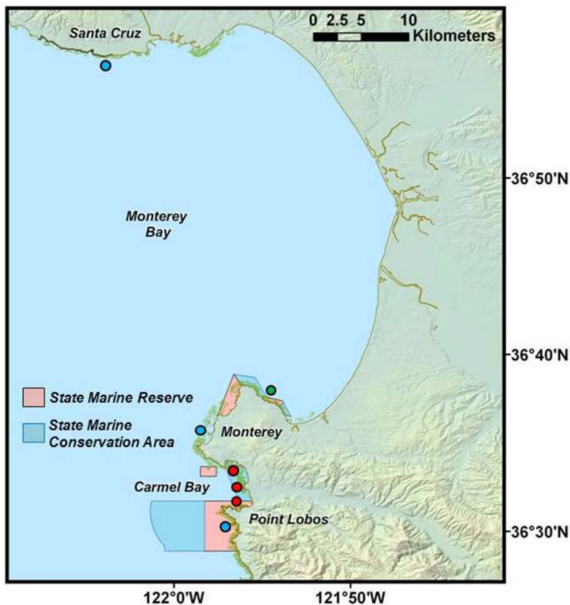 Santa Cruz
0 2.5 5 10
Kilometers
36°50'N
Monterey
Bay
36°40'N
State Marine Reserve
State Marine
Conservation Area
Monterey
Carmel Bay
Point Lobos
36°30'N
122°0'W 121°50'W